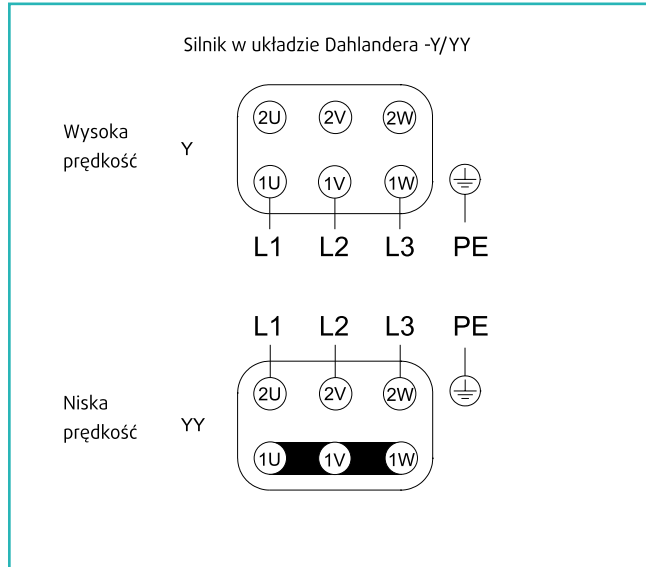 Silnik w układzie Dahlandera -Y/YY
2U 2V 2W
Wysoka
prędkość
Y
1U 1V 1W
L1 L2 L3 PE
L1 L2 L3 PE
2U 2V 2W
Niska
prędkość
YY
1U 1V 1W